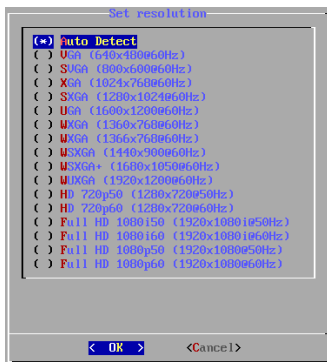 Set resolution
(*) Auto Detect
( ) VGA (640x480@60Hz)
( ) SVGA (800x600@60Hz)
( ) XGA (1024x768@60Hz)
( ) SXGA (1280x1024@60Hz)
( ) UGA (1600x1200@60Hz)
( ) WXGA (1360x768@60Hz)
( ) WXGA (1366x768@60Hz)
( ) WSXGA (1440x900@60Hz)
( ) WSXGA+ (1680x1050@60Hz)
( ) WUXGA (1920x1200@60Hz)
( ) HD 720p50 (1280x720@50Hz)
( ) HD 720p60 (1280x720@60Hz)
( ) Full HD 1080i50 (1920x1080i@50Hz)
( ) Full HD 1080i60 (1920x1080i@60Hz)
( ) Full HD 1080p50 (1920x1080@50Hz)
( ) Full HD 1080p60 (1920x1080@60Hz)
< OK > <Cancel>